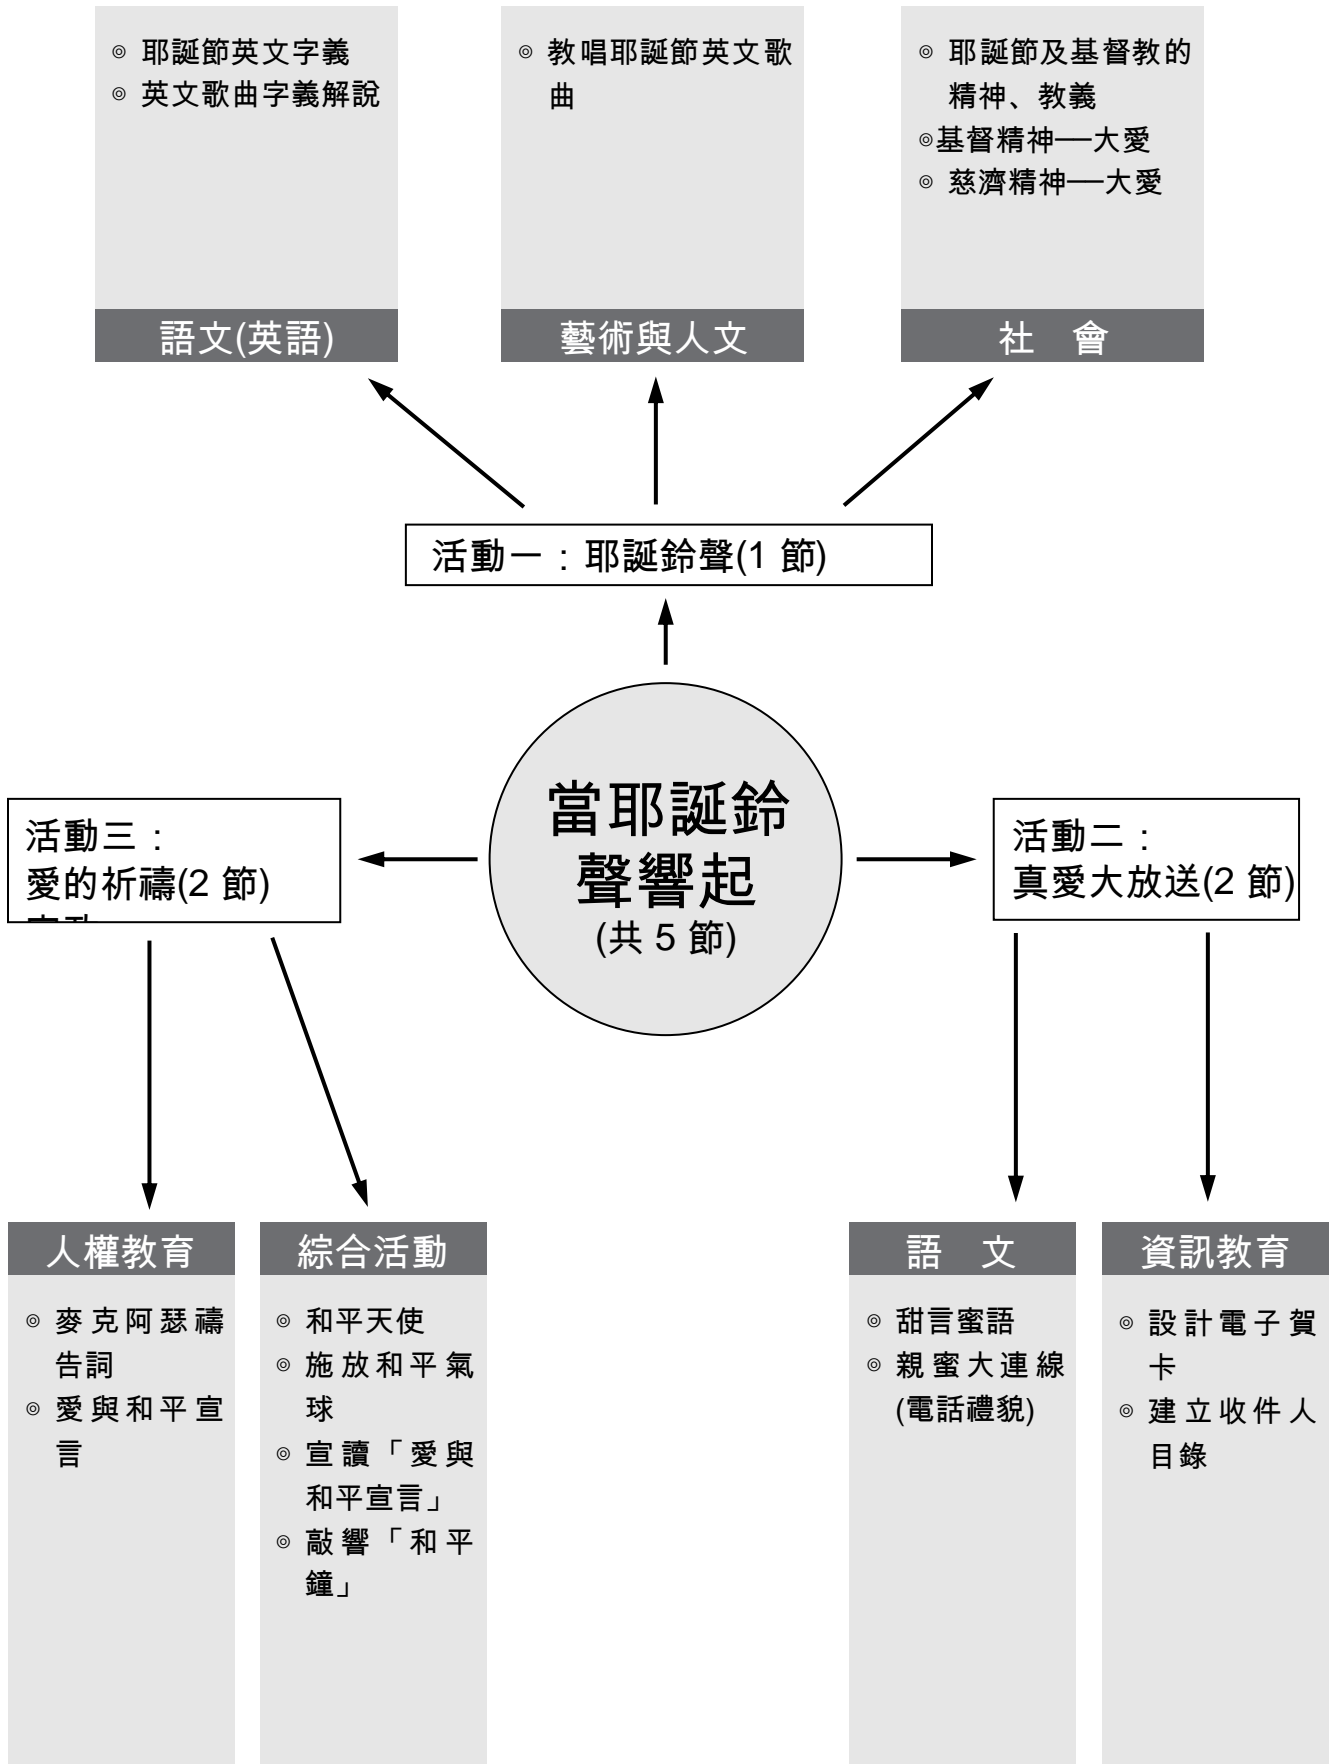 ◎ 耶誕節英文字義
◎ 英文歌曲字義解說
語文(英語)
◎ 教唱耶誕節英文歌
曲
藝術與人文
◎ 耶誕節及基督教的
精神、教義
◎基督精神──大愛
◎ 慈濟精神──大愛
社　會
活動一：耶誕鈴聲(1 節)
當耶誕鈴
聲響起
(共 5 節)
活動三：
愛的祈禱(2 節)
活動二：
真愛大放送(2 節)
人權教育
◎ 麥克阿瑟禱
告詞
◎ 愛與和平宣
言
綜合活動
◎ 和平天使
◎ 施放和平氣
球
◎ 宣讀「愛與
和平宣言」
◎ 敲響「和平
鐘」
語　文
◎ 甜言蜜語
◎ 親蜜大連線
(電話禮貌)
資訊教育
◎ 設計電子賀
卡
◎ 建立收件人
目錄